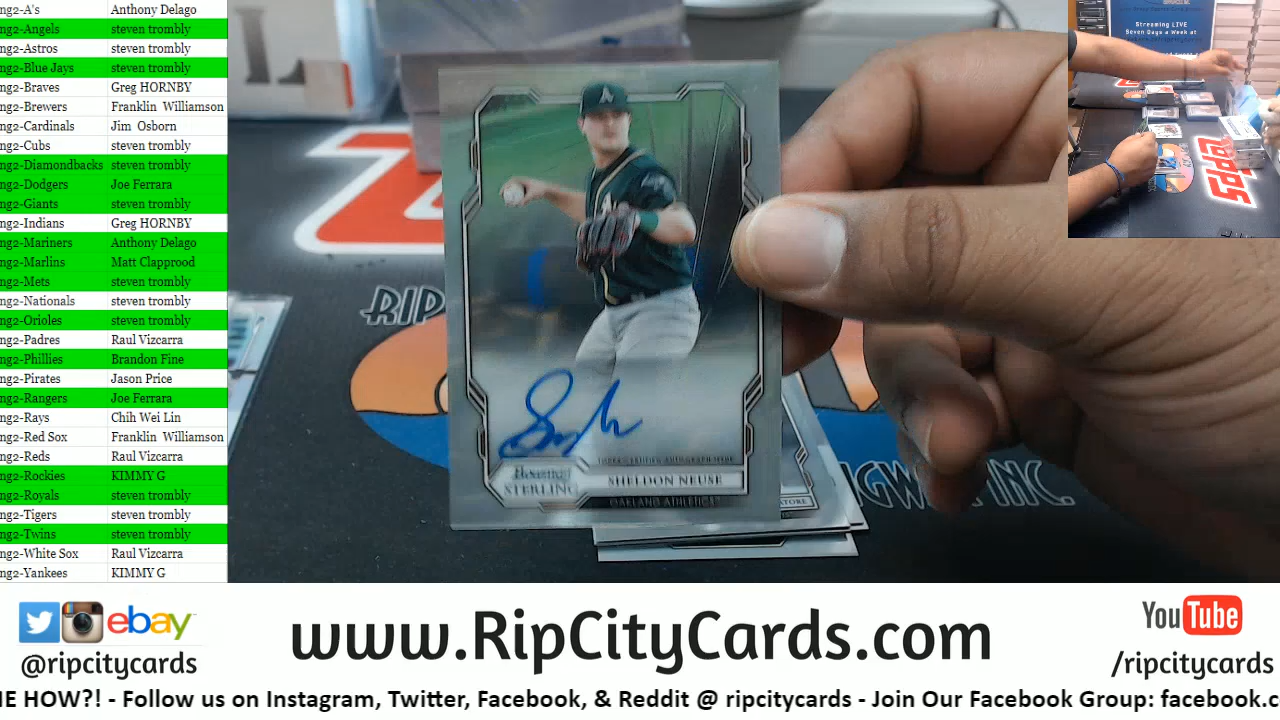 ng2-A's Anthony Delago
ng2-Angels steven trombly
ng2-Astros steven trombly
ng2-Blue Jays steven trombly
ng2-Braves Greg HORNBY
ng2-Brewers Franklin Williamson
ng2-Cardinals Jim Osborn
ng2-Cubs steven trombly
ng2-Diamondbacks steven trombly
ng2-Dodgers Joe Ferrara
ng2-Giants steven trombly
ng2-Indians Greg HORNBY
ng2-Mariners Anthony Delago
ng2-Marlins Matt Clapprood
ng2-Mets steven trombly
ng2-Nationals steven trombly
ng2-Orioles steven trombly
ng2-Padres Raul Vizcarra
ng2-Phillies Brandon Fine
ng2-Pirates Jason Price
ng2-Rangers Joe Ferrara
ng2-Rays Chih Wei Lin
ng2-Red Sox Franklin Williamson
ng2-Reds Raul Vizcarra
ng2-Rockies KIMMY G
ng2-Royals steven trombly
ng2-Tigers steven trombly
ng2-Twins steven trombly
ng2-White Sox Raul Vizcarra
ng2-Yankees KIMMY G
RIP
TOPPS CERTIFIED AUTOGRAPH ISSUE
Bowman
STERLING
SHELDON NEUSE
OAKLAND ATHLETICS
INC.
Streaming LIVE
Seven Days a Week at
topps
ebay
@ripcitycards
www.RipCityCards.com
YouTube
/ripcitycards
ME HOW?! - Follow us on Instagram, Twitter, Facebook, & Reddit @ ripcitycards - Join Our Facebook Group: facebook.c